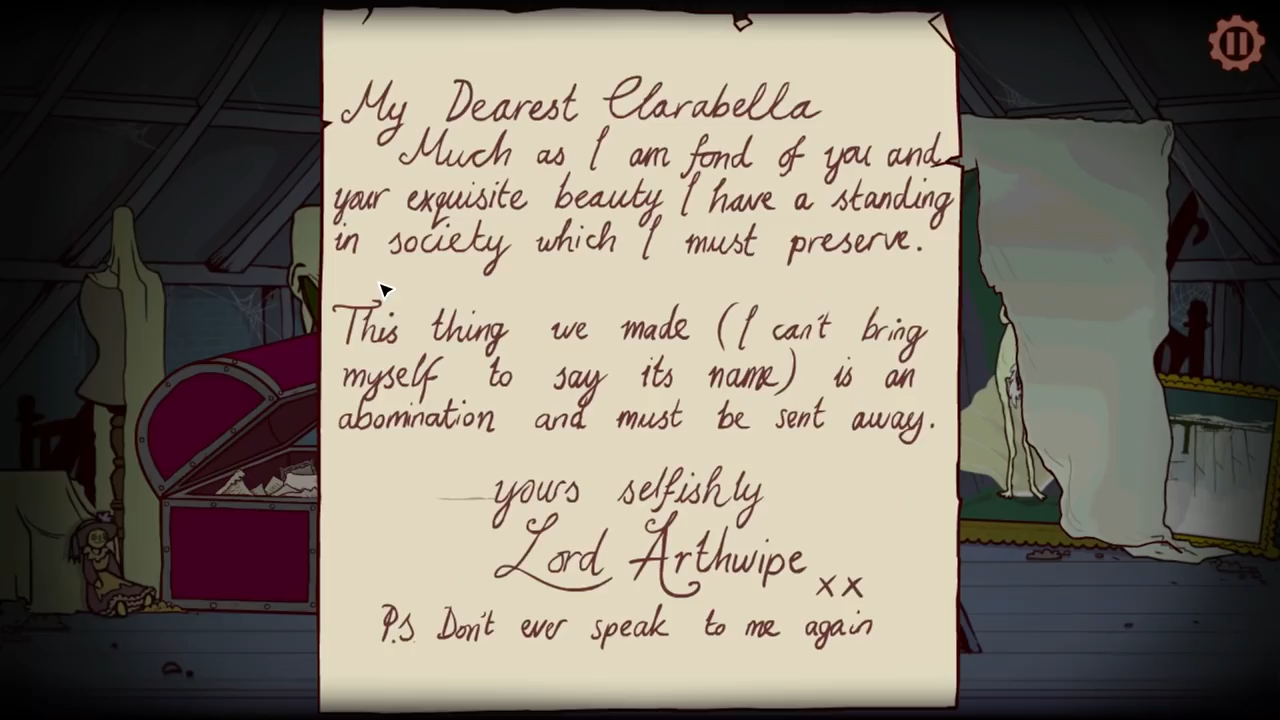 My Dearest Clarabella
Much as I am fond of you and
your exquisite beauty I have a standing
in society which I must preserve.
This thing we made (I can't bring
myself to say its name) is an
abomination and must be sent away.
yours selfishly
Lord Arthwipe
xx
P.S. Don't ever speak to me again